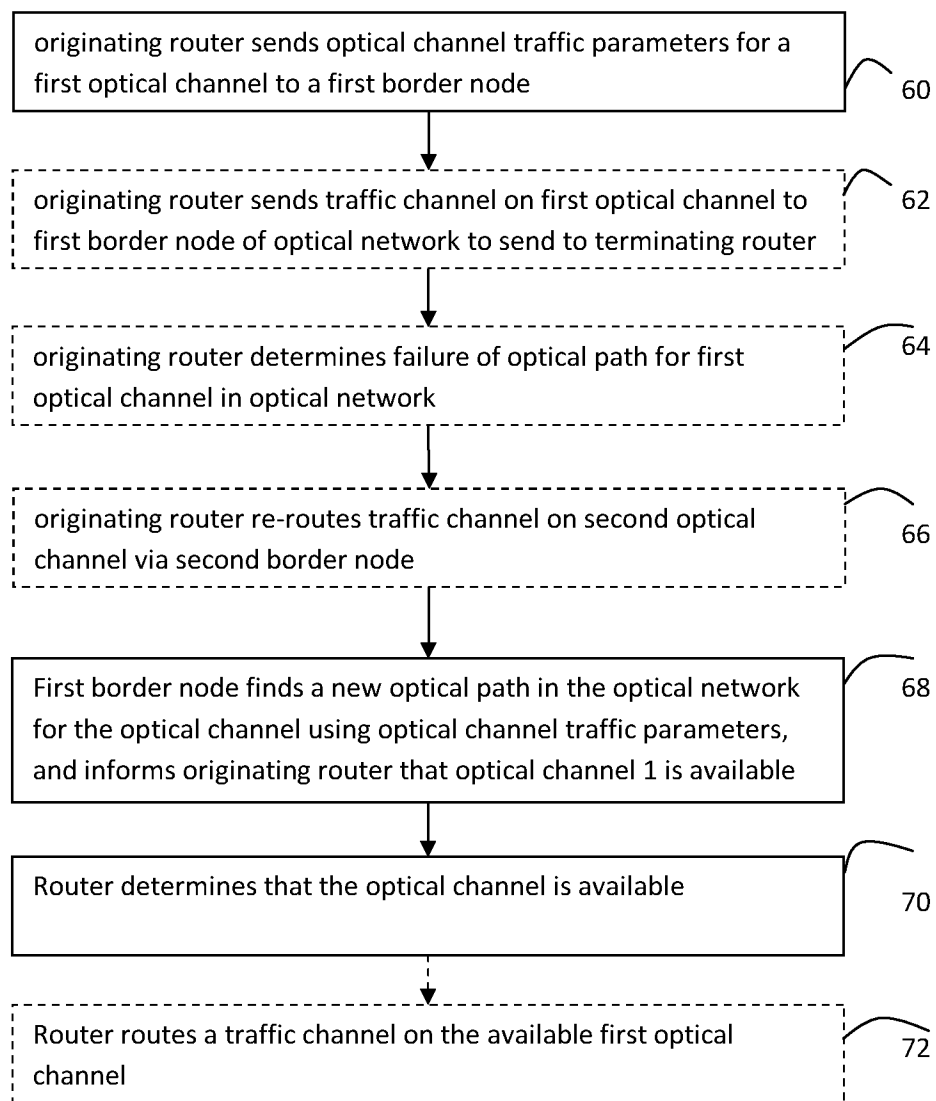 originating router sends optical channel traffic parameters for a
first optical channel to a first border node
60
originating router sends traffic channel on first optical channel to
first border node of optical network to send to terminating router
62
originating router determines failure of optical path for first
optical channel in optical network
64
originating router re-routes traffic channel on second optical
channel via second border node
66
First border node finds a new optical path in the optical network
for the optical channel using optical channel traffic parameters,
and informs originating router that optical channel 1 is available
68
Router determines that the optical channel is available
70
Router routes a traffic channel on the available first optical
channel
72